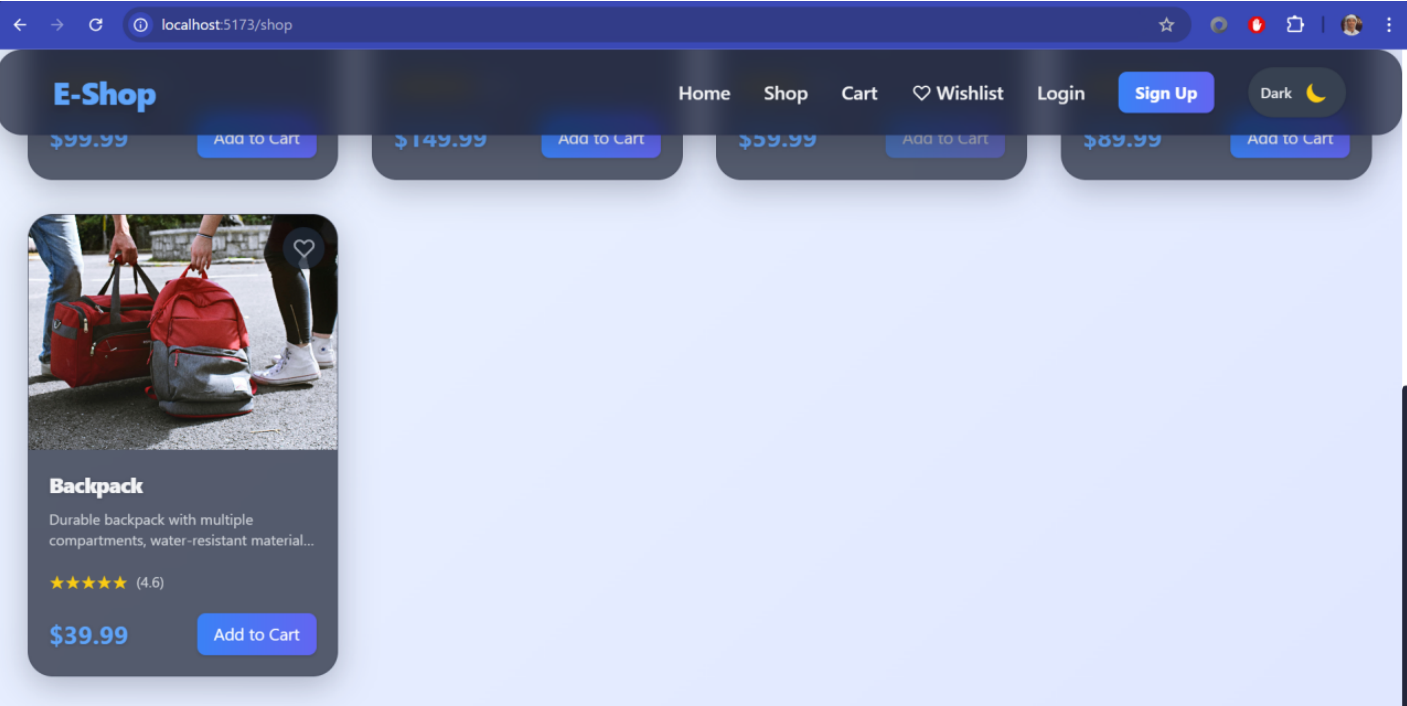 localhost:5173/shop
E-Shop
Home
Shop
Cart
♡ Wishlist
Login
Sign Up
Dark
$99.99
Add to Cart
$149.99
Add to Cart
$59.99
Add to Cart
$89.99
Add to Cart
Backpack
Durable backpack with multiple
compartments, water-resistant material...
★★★★★ (4.6)
$39.99
Add to Cart